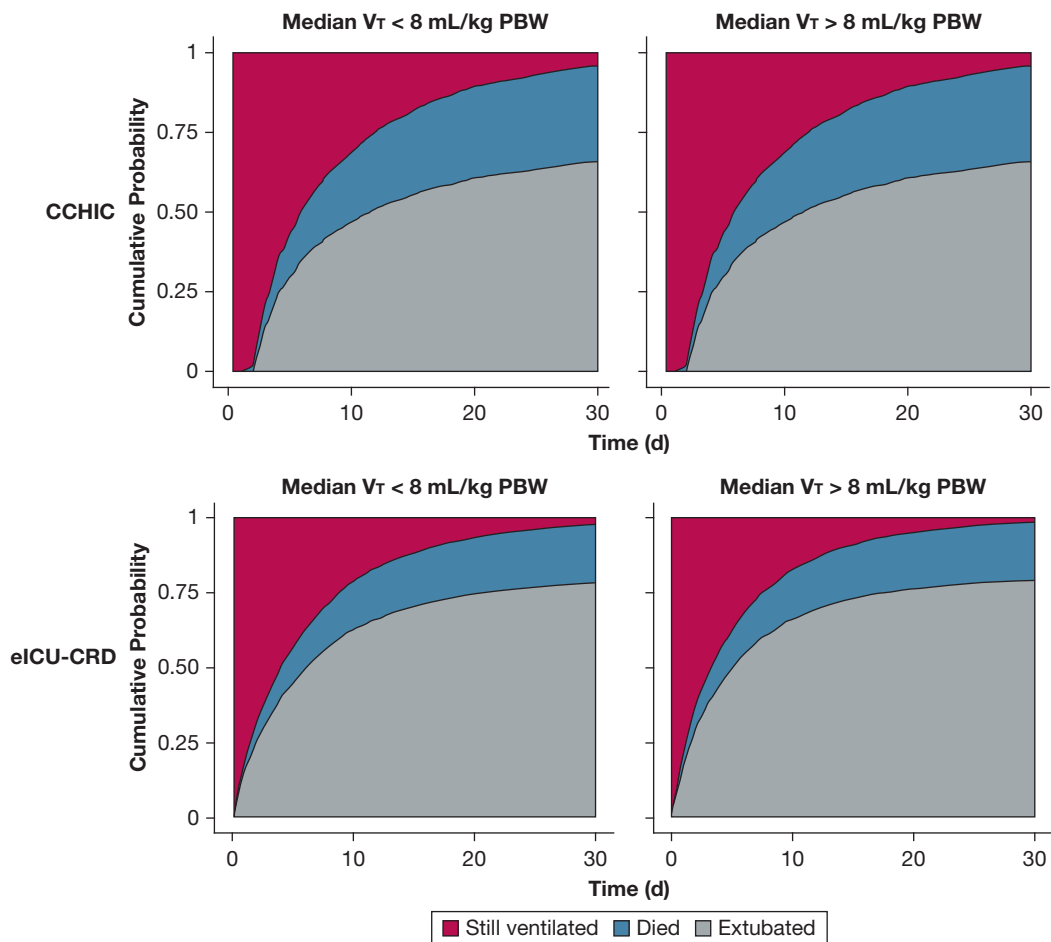 Median VT < 8 mL/kg PBW
Median VT > 8 mL/kg PBW
CCHIC
Cumulative Probability
1
0.75
0.50
0.25
0
0 10 20 30
0 10 20 30
Time (d)
Median VT < 8 mL/kg PBW
Median VT > 8 mL/kg PBW
eICU-CRD
Cumulative Probability
1
0.75
0.50
0.25
0
0 10 20 30
0 10 20 30
Time (d)
Still ventilated Died Extubated